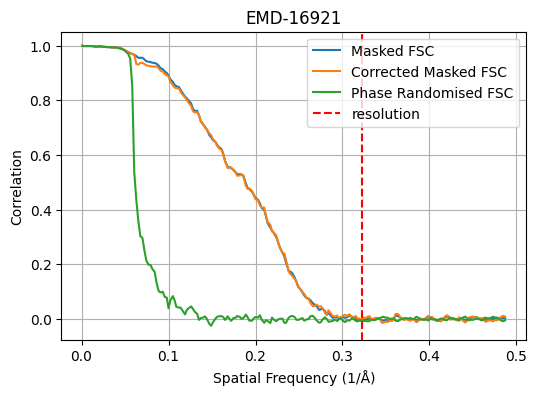 EMD-16921
Masked FSC
Corrected Masked FSC
Phase Randomised FSC
resolution
1.0
0.8
0.6
0.4
0.2
0.0
Correlation
0.0 0.1 0.2 0.3 0.4 0.5
Spatial Frequency (1/Å)